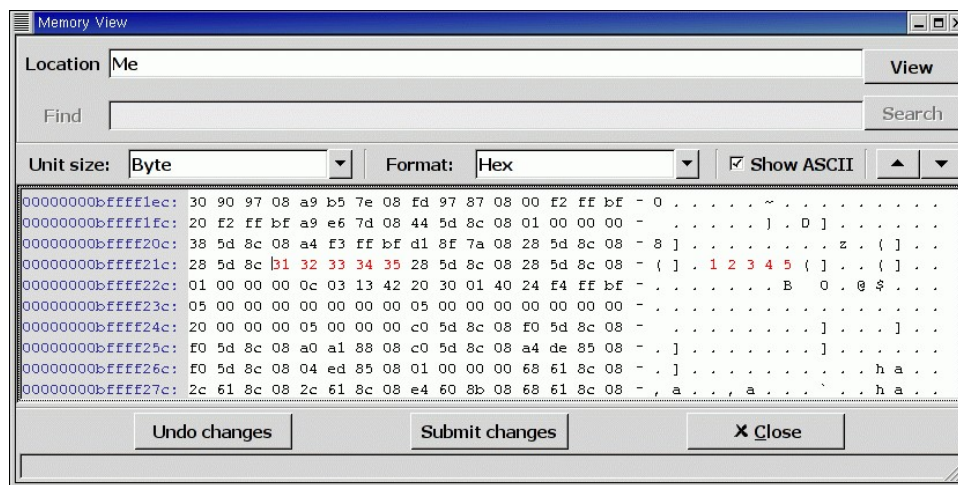 Memory View
Location Me View
Find Search
Unit size: Byte Format: Hex Show ASCII
00000000bffff1ec: 30 90 97 08 a9 b5 7e 08 fd 97 87 08 00 f2 ff bf - 0 . . . . . ~ . . . . . . . . .
00000000bffff1fc: 20 f2 ff bf a9 e6 7d 08 44 5d 8c 08 01 00 00 00 -   . . . . . } . D ] . . . . . .
00000000bffff20c: 38 5d 8c 08 a4 f3 ff bf d1 8f 7a 08 28 5d 8c 08 - 8 ] . . . . . . . . z . ( ] . .
00000000bffff21c: 28 5d 8c 31 32 33 34 35 28 5d 8c 08 28 5d 8c 08 - ( ] . 1 2 3 4 5 ( ] . . ( ] . .
00000000bffff22c: 01 00 00 00 0c 03 13 42 20 30 01 40 24 f4 ff bf - . . . . . . . B   0 . @ $ . . .
00000000bffff23c: 05 00 00 00 00 00 00 00 05 00 00 00 00 00 00 00 - . . . . . . . . . . . . . . . .
00000000bffff24c: 20 00 00 00 05 00 00 00 c0 5d 8c 08 f0 5d 8c 08 -   . . . . . . . . ] . . . ] . .
00000000bffff25c: f0 5d 8c 08 a0 a1 88 08 c0 5d 8c 08 a4 de 85 08 - . ] . . . . . . . ] . . . . . .
00000000bffff26c: f0 5d 8c 08 04 ed 85 08 01 00 00 00 68 61 8c 08 - . ] . . . . . . . . . . h a . .
00000000bffff27c: 2c 61 8c 08 2c 61 8c 08 e4 60 8b 08 68 61 8c 08 - , a . . , a . . . ` . . h a . .
Undo changes Submit changes Close